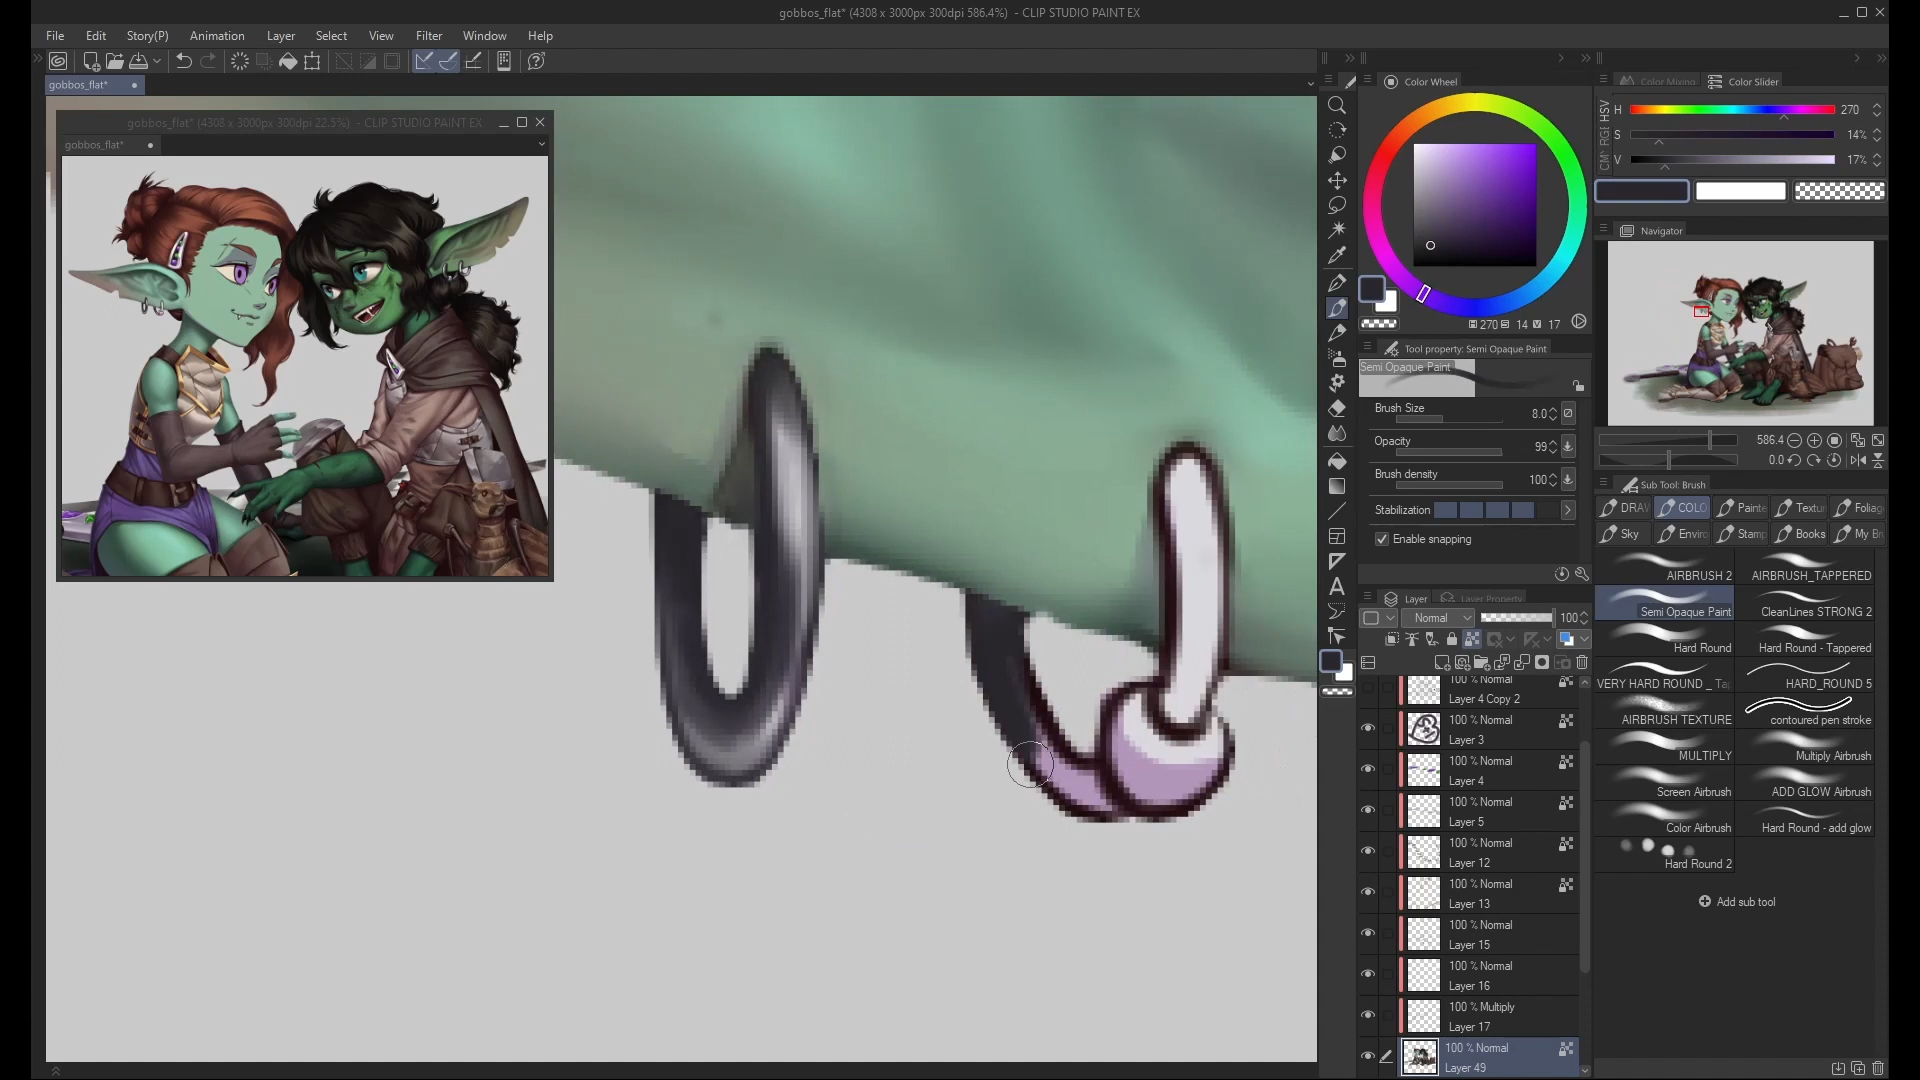 gobbos_flat* (4308 x 3000px 300dpi 586.4%) - CLIP STUDIO PAINT EX
File Edit Story(P) Animation Layer Select View Filter Window Help
gobbos_flat*
gobbos_flat* (4308 x 3000px 300dpi 22.5%) - CLIP STUDIO PAINT EX
gobbos_flat*
Color Wheel
270 14 V 17
Color Mixing Color Slider
HSV
RGB
H 270
S 14%
V 17%
Navigator
586.4
0.0
Tool property: Semi Opaque Paint
Semi Opaque Paint
Brush Size 8.0
Opacity 99
Brush density 100
Stabilization
Enable snapping
Sub Tool: Brush
DRAW COLO Painte Textu Foliag
Sky Enviro Stamp Books My Br
AIRBRUSH 2 AIRBRUSH_TAPPERED
Semi Opaque Paint CleanLines STRONG 2
Hard Round Hard Round - Tappered
VERY HARD ROUND _ Ta HARD_ROUND 5
AIRBRUSH TEXTURE contoured pen stroke
MULTIPLY Multiply Airbrush
Screen Airbrush ADD GLOW Airbrush
Color Airbrush Hard Round - add glow
Hard Round 2
Add sub tool
Layer Layer Property
Normal 100
100 % Normal
Layer 4 Copy 2
100 % Normal
Layer 3
100 % Normal
Layer 4
100 % Normal
Layer 5
100 % Normal
Layer 12
100 % Normal
Layer 13
100 % Normal
Layer 15
100 % Normal
Layer 16
100 % Multiply
Layer 17
100 % Normal
Layer 49